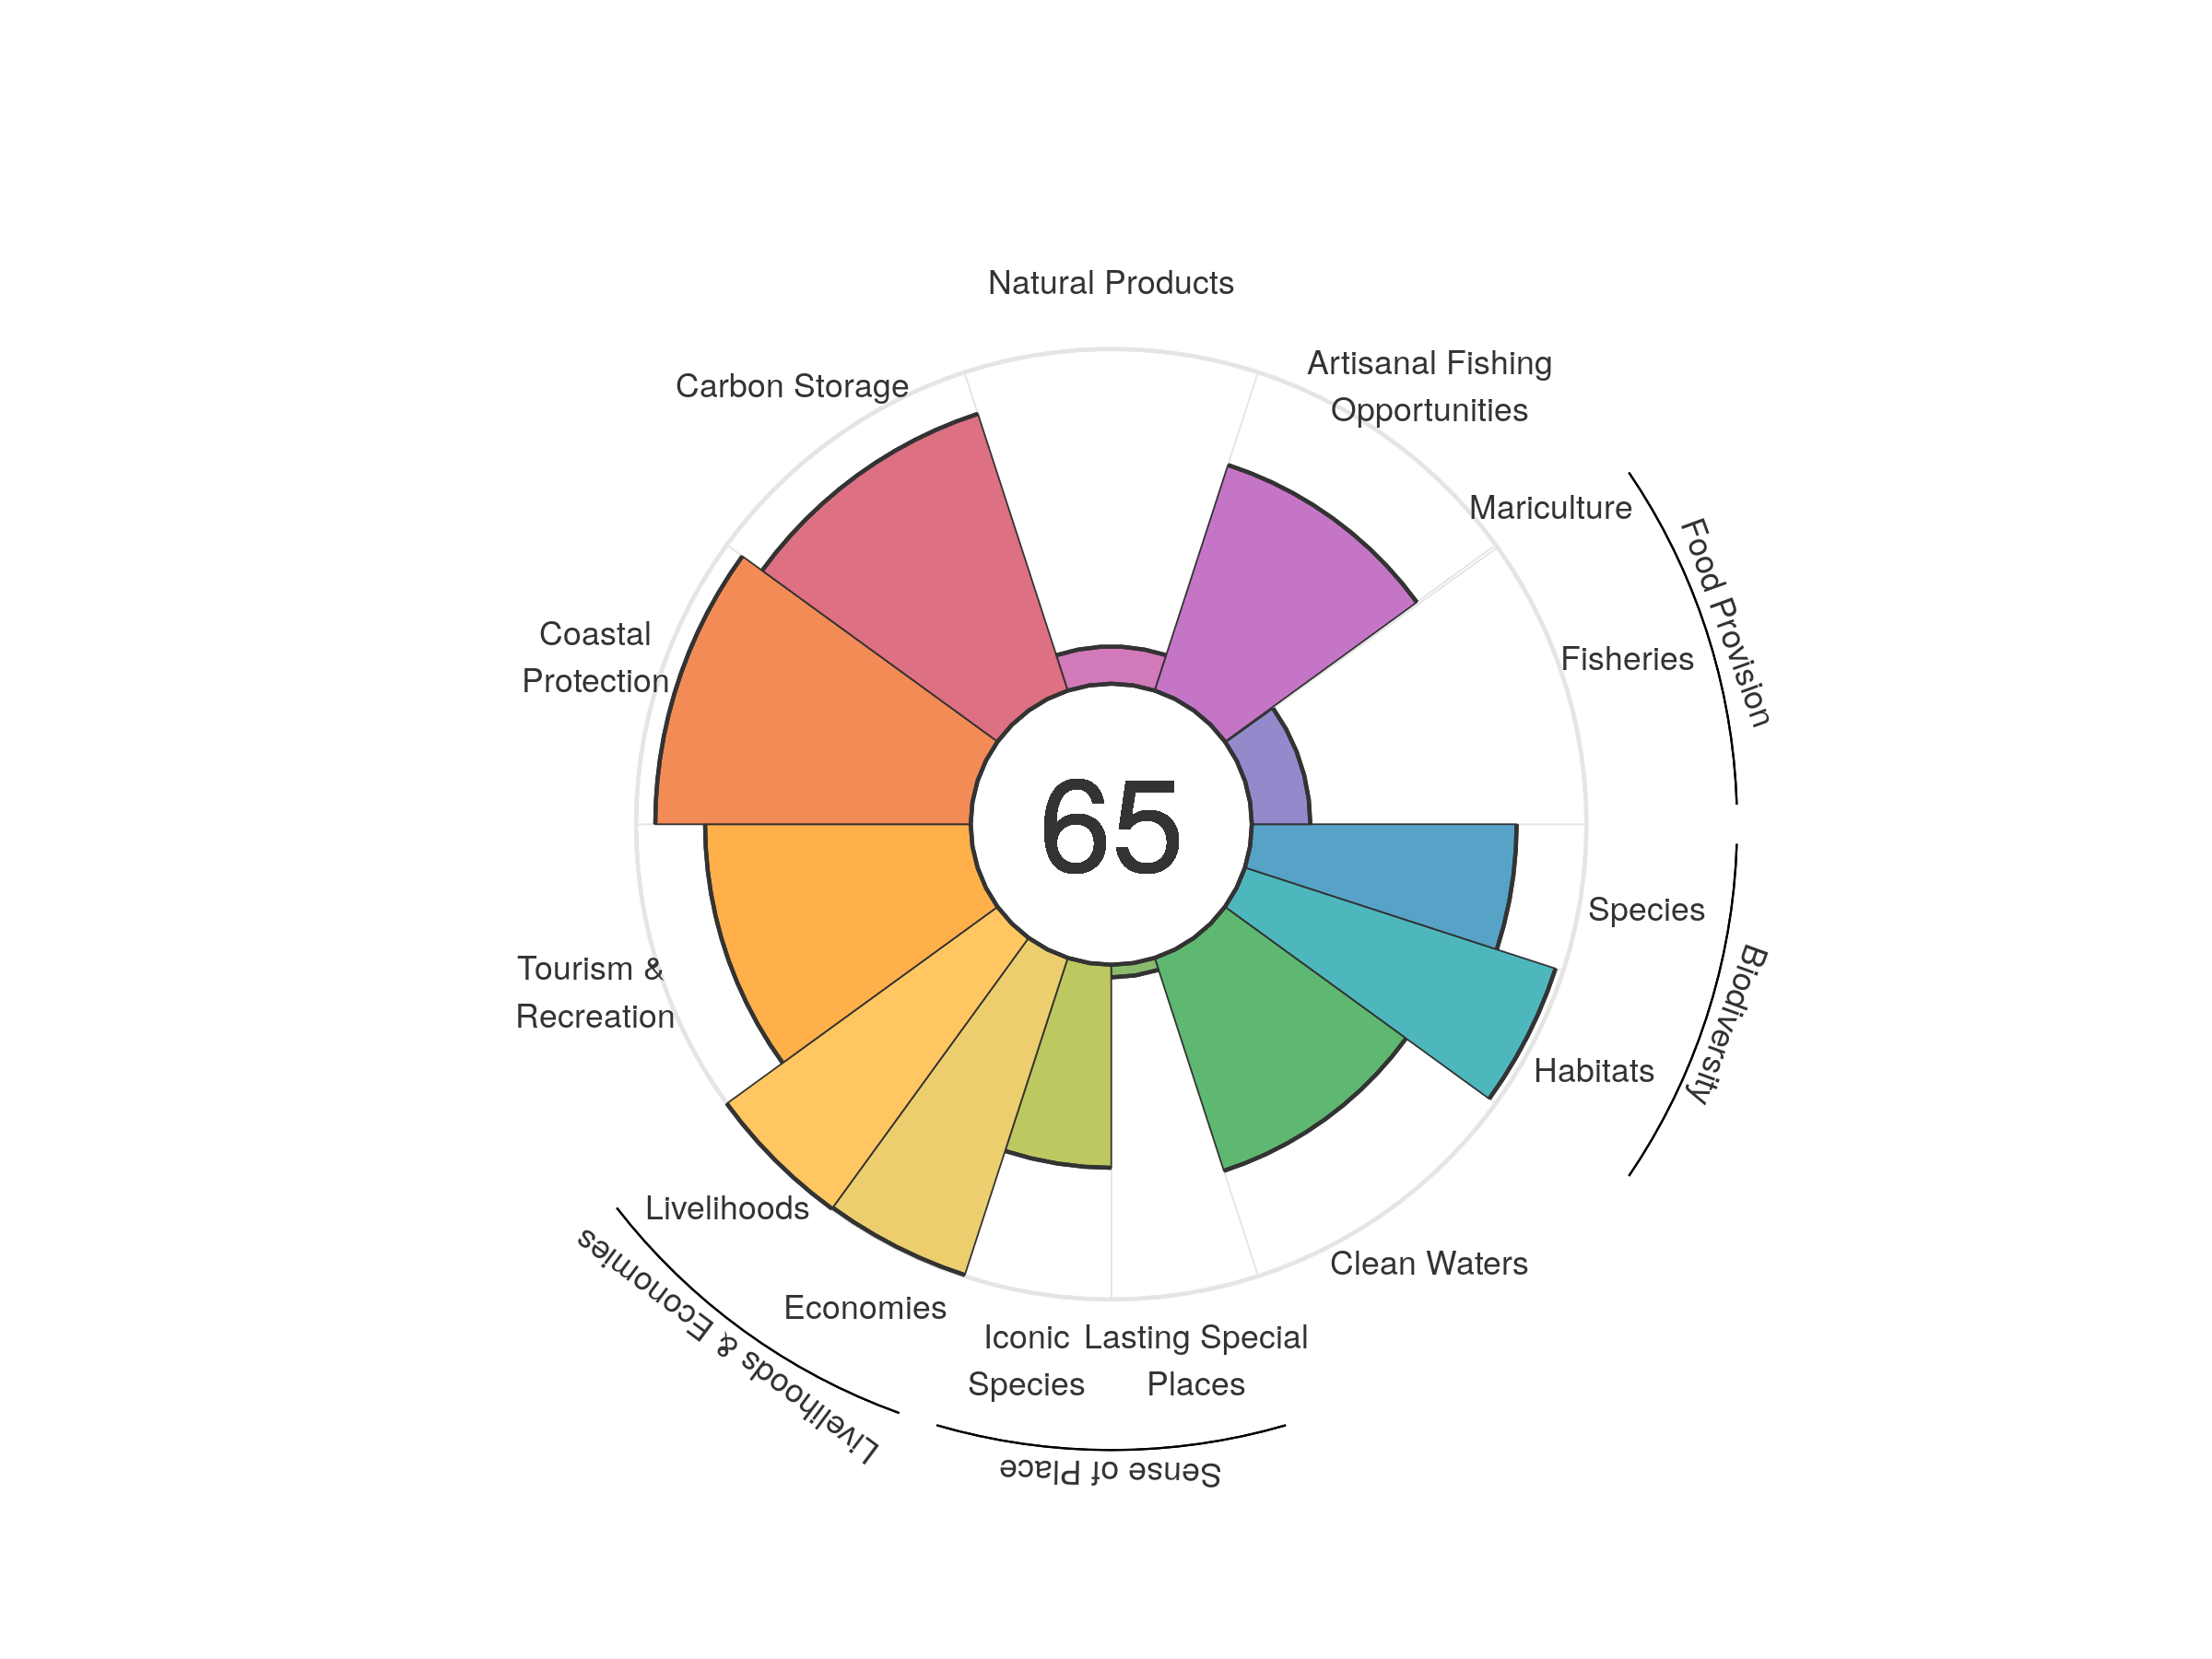 Natural Products
Artisanal Fishing
Opportunities
Carbon Storage
Mariculture
Food Provision
Coastal
Protection
Fisheries
65
Species
Biodiversity
Tourism &
Recreation
Habitats
Livelihoods
Livelihoods & Economies
Clean Waters
Economies
Iconic
Species
Lasting Special
Places
Sense of Place